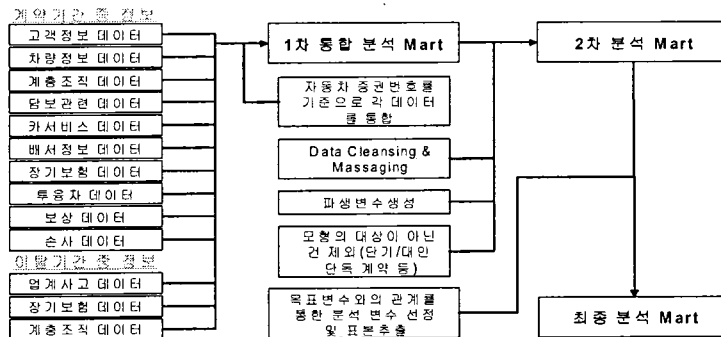 계약기간 중 정보
고객정보 데이터
차량정보 데이터
계층조직 데이터
담보관련 데이터
카서비스 데이터
배서정보 데이터
장기보험 데이터
투융자 데이터
보상 데이터
손사 데이터
이탈기간 중 정보
업계사고 데이터
장기보험 데이터
계층조직 데이터
1차 통합 분석 Mart
자동차 증권번호를
기준으로 각 데이터
를 통합
Data Cleansing &
Massaging
파생변수생성
모형의 대상이 아닌
건 제외(단기/대인
단독 계약 등)
목표변수와의 관계를
통한 분석 변수 선정
및 표본추출
2차 분석 Mart
최종 분석 Mart